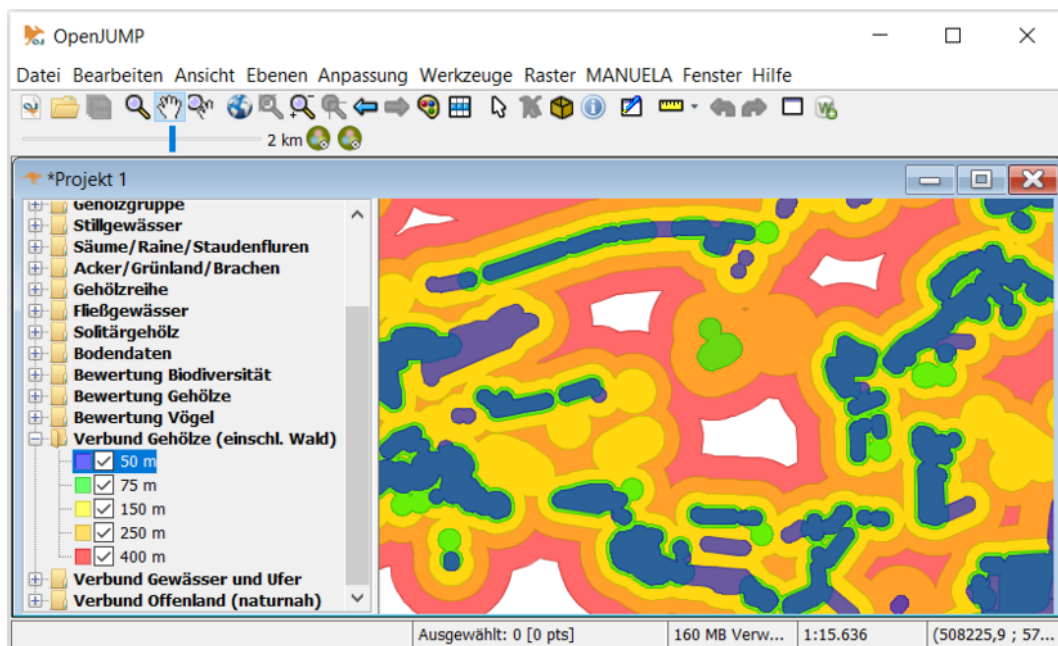 OpenJUMP
Datei Bearbeiten Ansicht Ebenen Anpassung Werkzeuge Raster MANUELA Fenster Hilfe
2 km
*Projekt 1
Gehölzgruppe
Stillgewässer
Säume/Raine/Staudenfluren
Acker/Grünland/Brachen
Gehölzreihe
Fließgewässer
Solitärgehölz
Bodendaten
Bewertung Biodiversität
Bewertung Gehölze
Bewertung Vögel
Verbund Gehölze (einschl. Wald)
50 m
75 m
150 m
250 m
400 m
Verbund Gewässer und Ufer
Verbund Offenland (naturnah)
Ausgewählt: 0 [0 pts] 160 MB Verw... 1:15.636 (508225,9 ; 57...